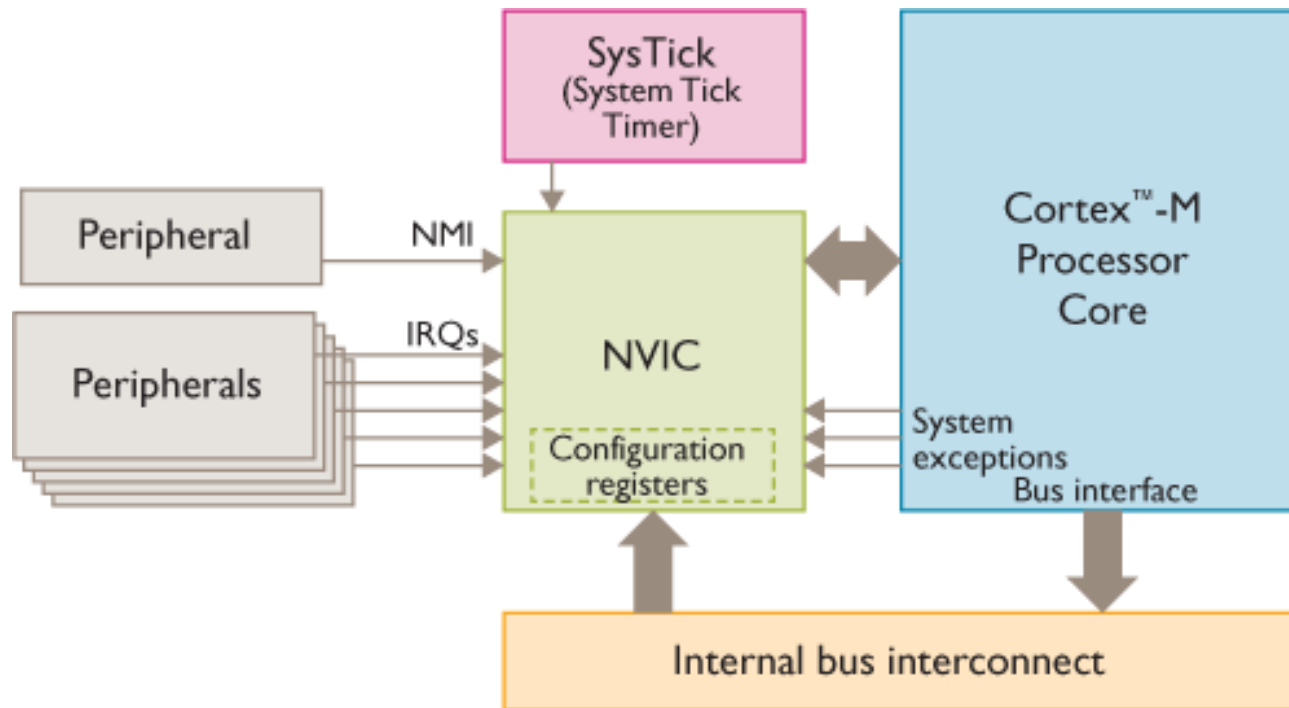 SysTick
(System Tick
Timer)
Peripheral
NMI
Cortex™-M
Processor
Core
IRQs
Peripherals
NVIC
System
exceptions
Configuration
registers
Bus interface
Internal bus interconnect